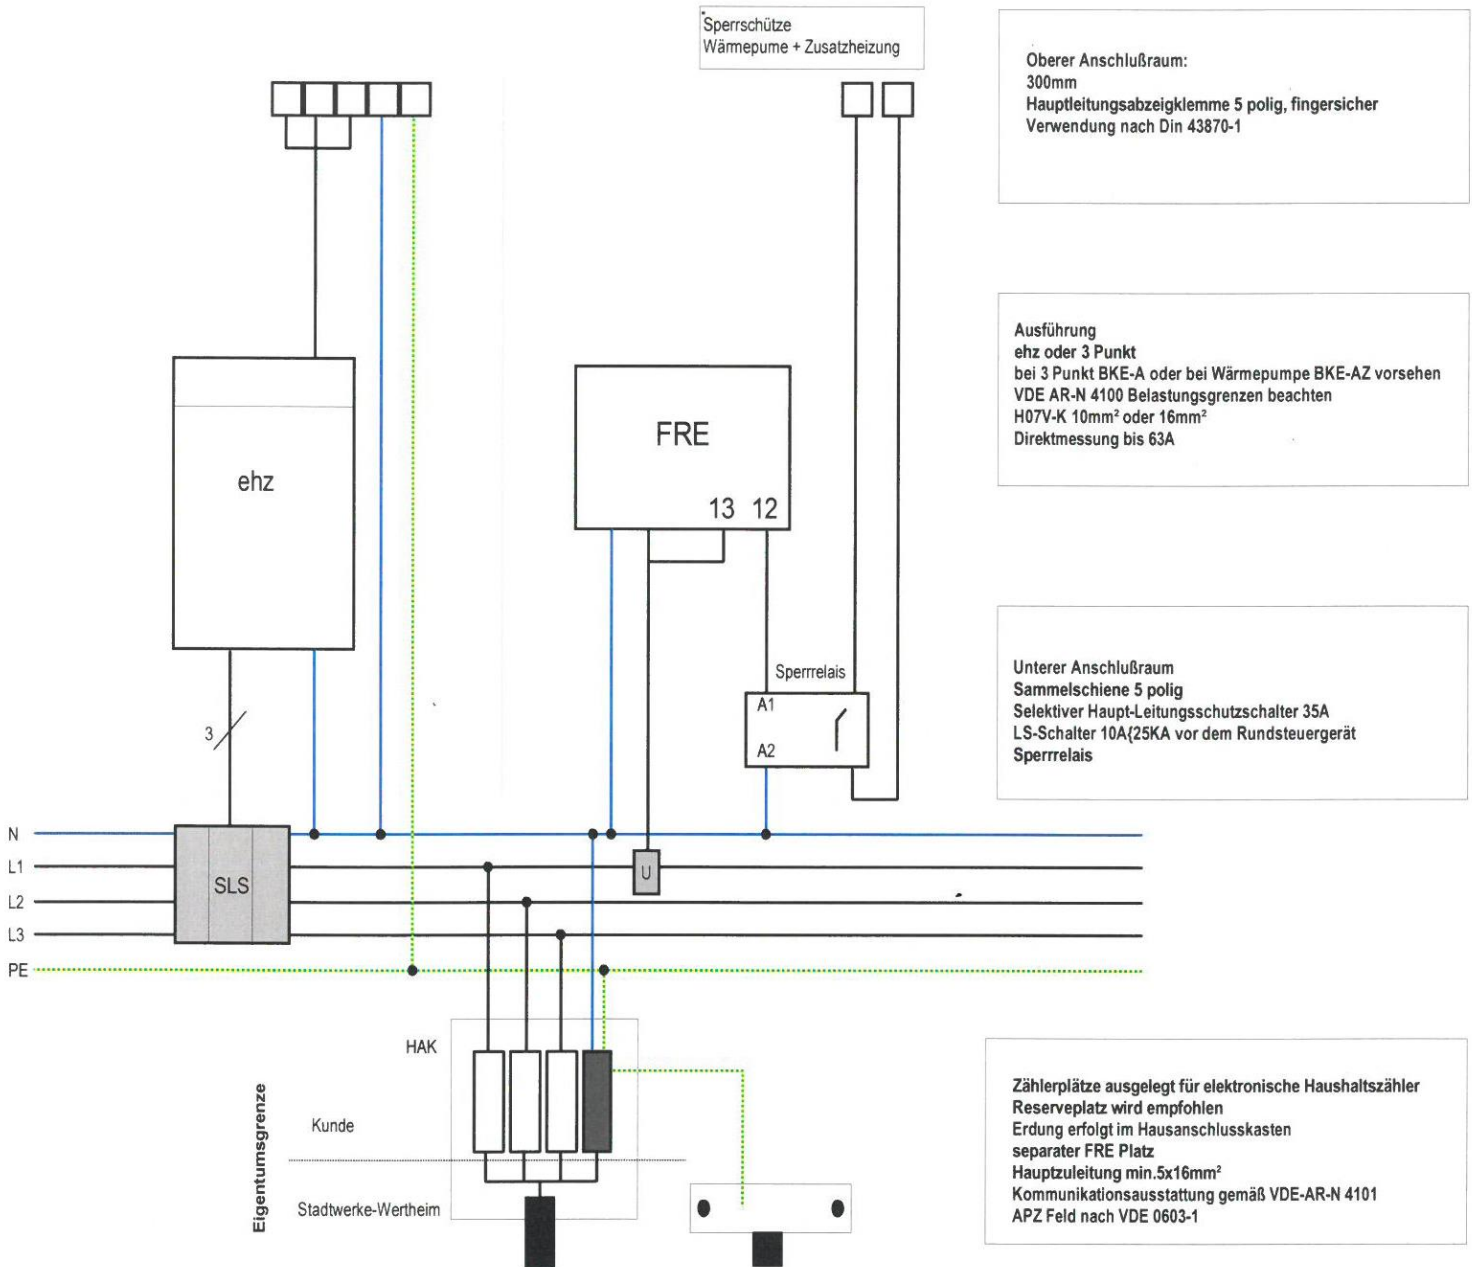 Sperrschütze
Wärmepume + Zusatzheizung
Oberer Anschlußraum:
300mm
Hauptleitungsabzeigklemme 5 polig, fingersicher
Verwendung nach Din 43870-1
Ausführung
ehz oder 3 Punkt
bei 3 Punkt BKE-A oder bei Wärmepumpe BKE-AZ vorsehen
VDE AR-N 4100 Belastungsgrenzen beachten
H07V-K 10mm² oder 16mm²
Direktmessung bis 63A
ehz
FRE
13 12
Sperrrelais
A1
A2
3
Unterer Anschlußraum
Sammelschiene 5 polig
Selektiver Haupt-Leitungsschutzschalter 35A
LS-Schalter 10A{25KA vor dem Rundsteuergerät
Sperrrelais
N
L1
L2
L3
PE
SLS
U
HAK
Eigentumsgrenze
Kunde
Stadtwerke-Wertheim
Zählerplätze ausgelegt für elektronische Haushaltszähler
Reserveplatz wird empfohlen
Erdung erfolgt im Hausanschlusskasten
separater FRE Platz
Hauptzuleitung min.5x16mm²
Kommunikationsausstattung gemäß VDE-AR-N 4101
APZ Feld nach VDE 0603-1